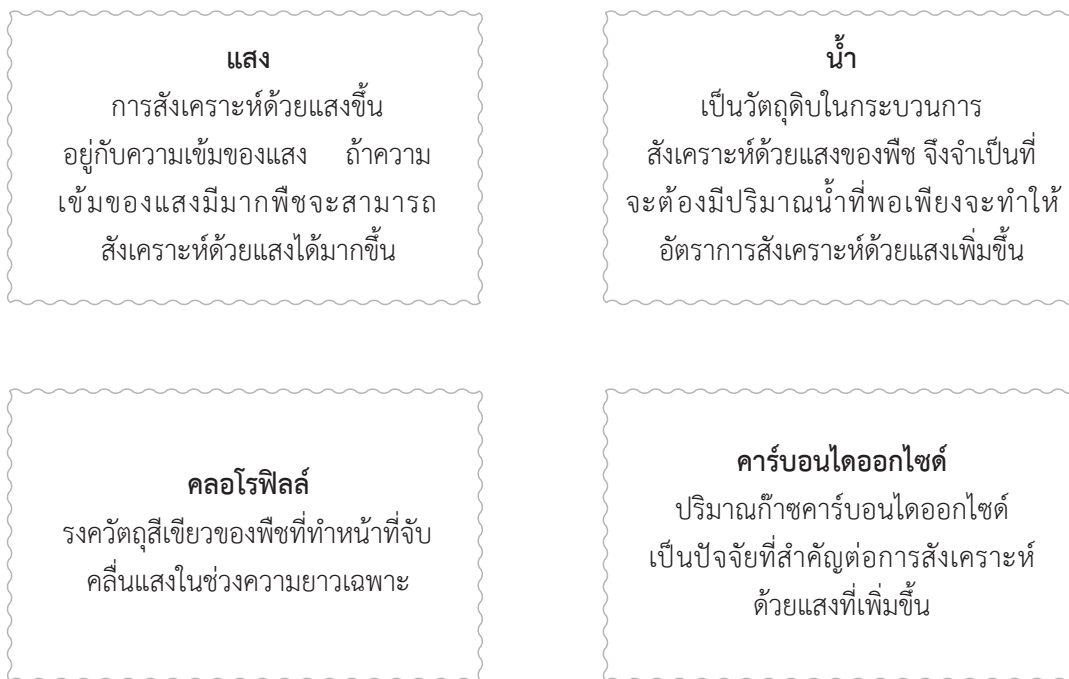 แสง
การสังเคราะห์ด้วยแสงขึ้น
อยู่กับความเข้มของแสง ถ้าความ
เข้มของแสงมีมากพืชจะสามารถ
สังเคราะห์ด้วยแสงได้มากขึ้น
น้ำ
เป็นวัตถุดิบในกระบวนการ
สังเคราะห์ด้วยแสงของพืช จึงจำเป็นที่
จะต้องมีปริมาณน้ำที่พอเพียงจะทำให้
อัตราการสังเคราะห์ด้วยแสงเพิ่มขึ้น
คลอโรฟิลล์
รงควัตถุสีเขียวของพืชที่ทำหน้าที่จับ
คลื่นแสงในช่วงความยาวเฉพาะ
คาร์บอนไดออกไซด์
ปริมาณก๊าซคาร์บอนไดออกไซด์
เป็นปัจจัยที่สำคัญต่อการสังเคราะห์
ด้วยแสงที่เพิ่มขึ้น